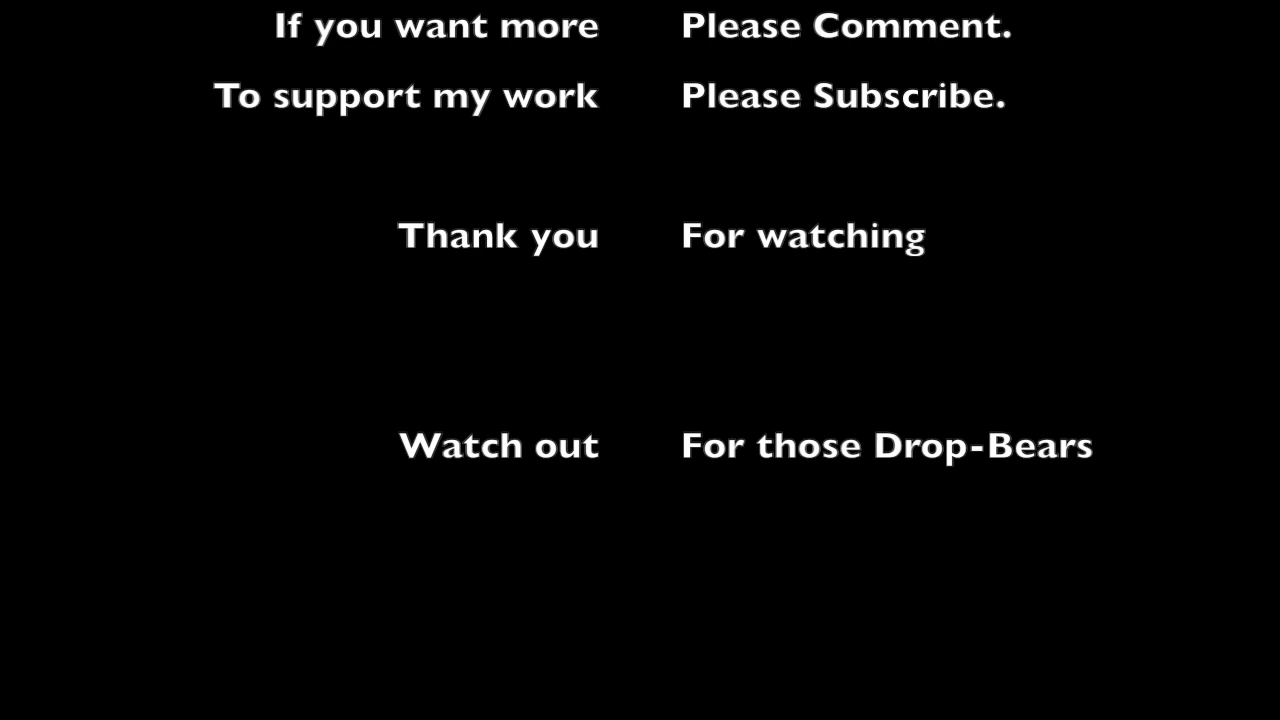 If you want more Please Comment.
To support my work Please Subscribe.
Thank you For watching
Watch out For those Drop-Bears